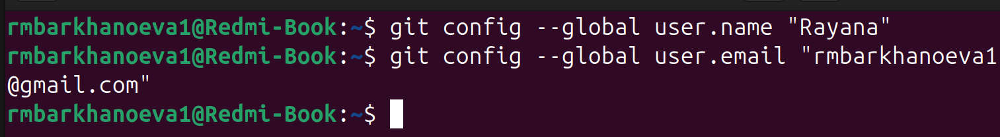 rmbarkhanoeva1@Redmi-Book:~$ git config --global user.name "Rayana"
rmbarkhanoeva1@Redmi-Book:~$ git config --global user.email "rmbarkhanoeva1
@gmail.com"
rmbarkhanoeva1@Redmi-Book:~$